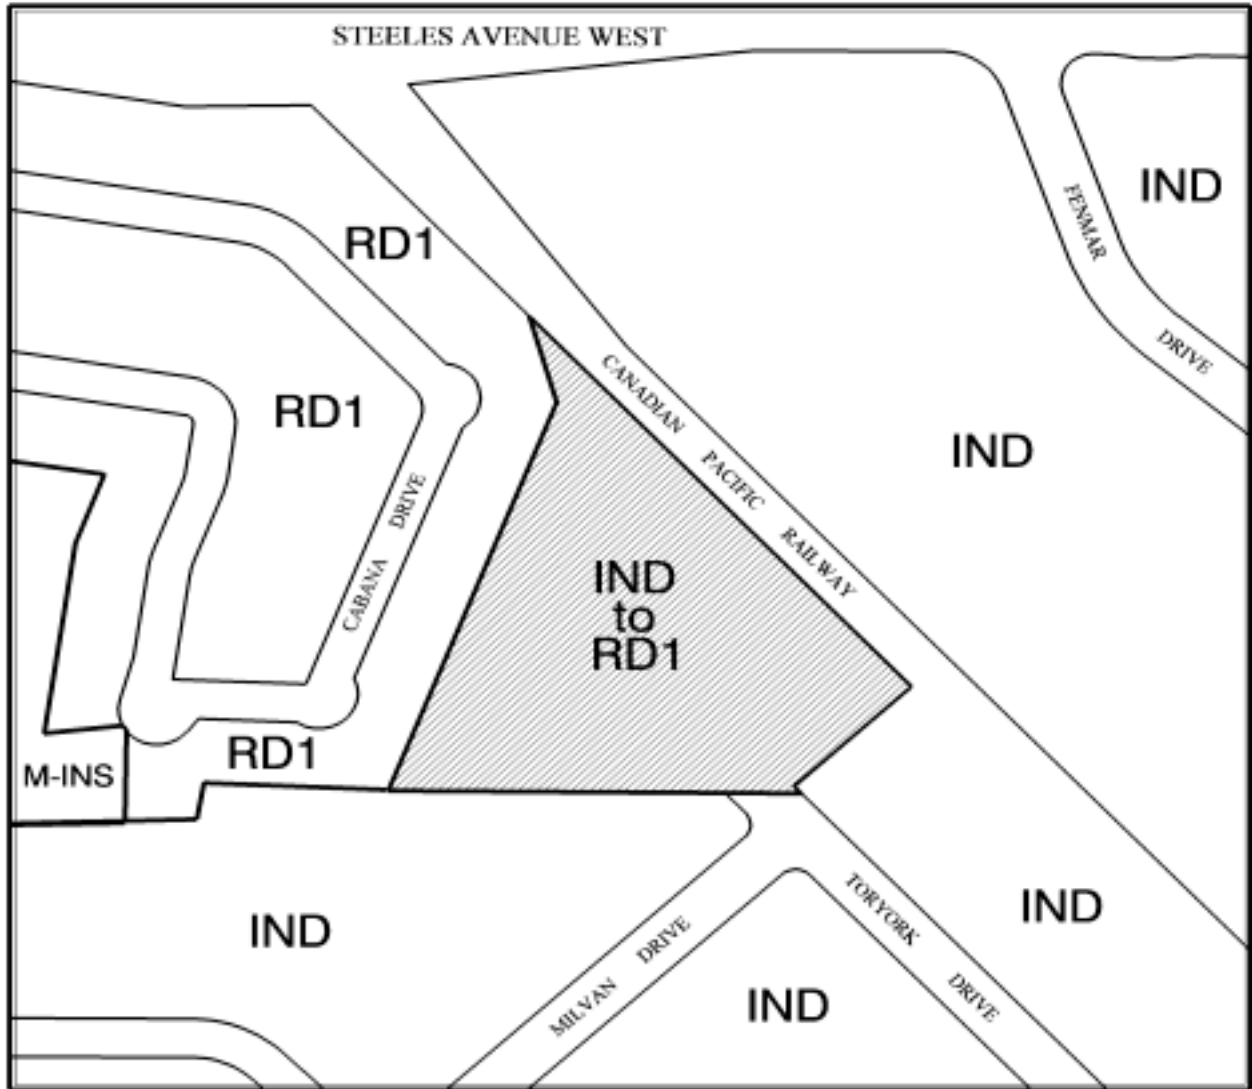 STEELES AVENUE WEST
IND
FENMAR
DRIVE
RD1
RD1
CANADIAN PACIFIC RAILWAY
IND
CABANA DRIVE
IND
to
RD1
RD1
M-INS
IND
IND
TORYORK DRIVE
MILVAN DRIVE
IND